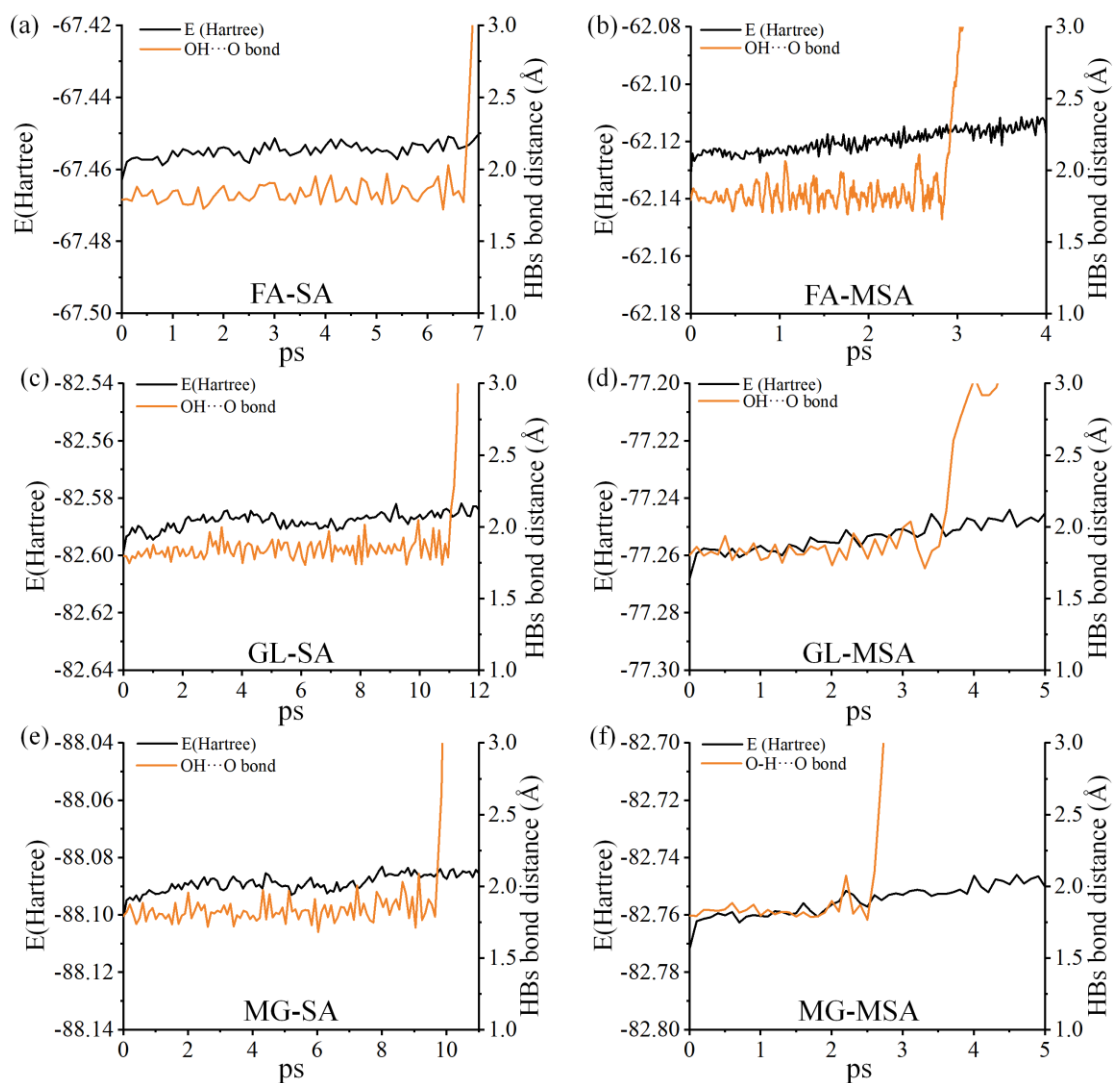 (a)
E (Hartree)
OH···O bond
-67.42
-67.44
-67.46
-67.48
-67.50
E(Hartree)
3.0
2.5
2.0
1.5
1.0
HBs bond distance (Å)
FA-SA
0 1 2 3 4 5 6 7
ps
(b)
E (Hartree)
OH···O bond
-62.08
-62.10
-62.12
-62.14
-62.16
-62.18
E(Hartree)
3.0
2.5
2.0
1.5
1.0
HBs bond distance (Å)
FA-MSA
0 1 2 3 4
ps
(c)
E(Hartree)
OH···O bond
-82.54
-82.56
-82.58
-82.60
-82.62
-82.64
E(Hartree)
3.0
2.5
2.0
1.5
1.0
HBs bond distance (Å)
GL-SA
0 2 4 6 8 10 12
ps
(d)
E (Hartree)
OH···O bond
-77.20
-77.22
-77.24
-77.26
-77.28
-77.30
E(Hartree)
3.0
2.5
2.0
1.5
1.0
HBs bond distance (Å)
GL-MSA
0 1 2 3 4 5
ps
(e)
E(Hartree)
OH···O bond
-88.04
-88.06
-88.08
-88.10
-88.12
-88.14
E(Hartree)
3.0
2.5
2.0
1.5
1.0
HBs bond distance (Å)
MG-SA
0 2 4 6 8 10
ps
(f)
E (Hartree)
O-H···O bond
-82.70
-82.72
-82.74
-82.76
-82.78
-82.80
E(Hartree)
3.0
2.5
2.0
1.5
1.0
HBs bond distance (Å)
MG-MSA
0 1 2 3 4 5
ps